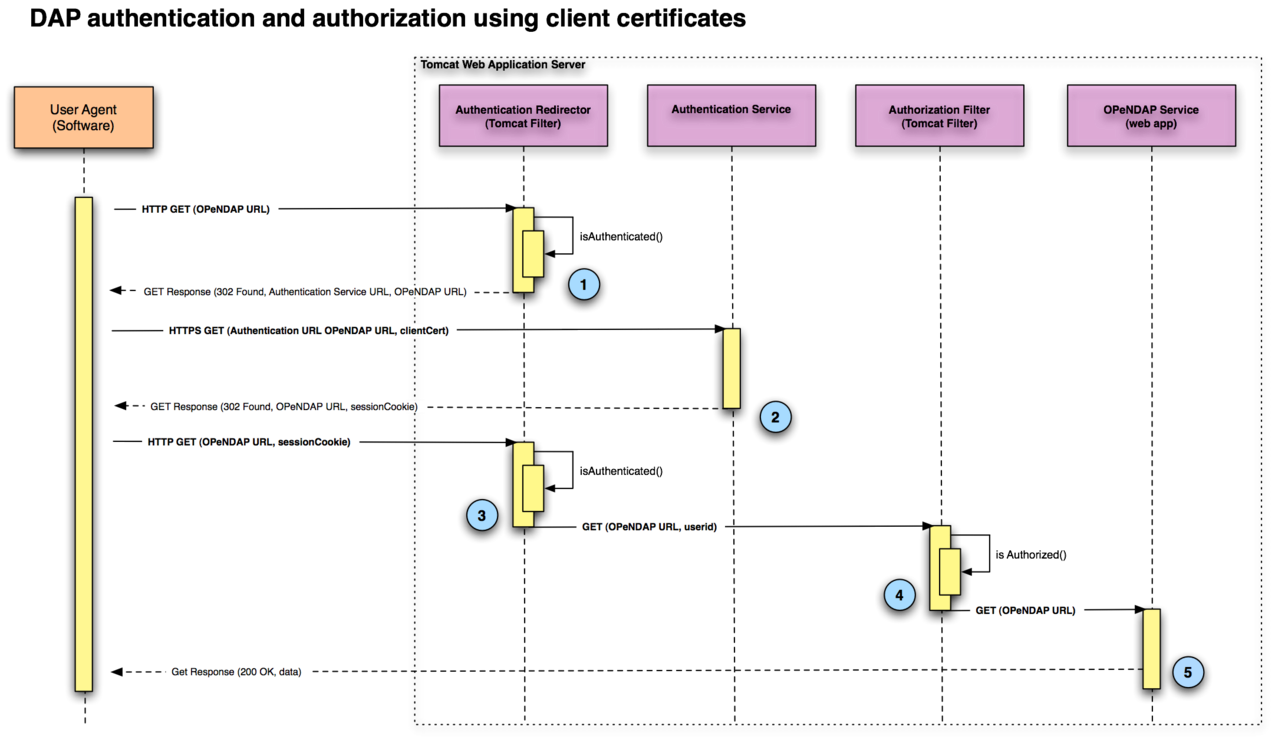 DAP authentication and authorization using client certificates
Tomcat Web Application Server
User Agent
(Software)
Authentication Redirector
(Tomcat Filter)
Authentication Service
Authorization Filter
(Tomcat Filter)
OPeNDAP Service
(web app)
HTTP GET (OPeNDAP URL)
isAuthenticated()
1
GET Response (302 Found, Authentication Service URL, OPeNDAP URL)
HTTPS GET (Authentication URL OPeNDAP URL, clientCert)
GET Response (302 Found, OPeNDAP URL, sessionCookie)
2
HTTP GET (OPeNDAP URL, sessionCookie)
isAuthenticated()
3
GET (OPeNDAP URL, userid)
is Authorized()
4
GET (OPeNDAP URL)
Get Response (200 OK, data)
5